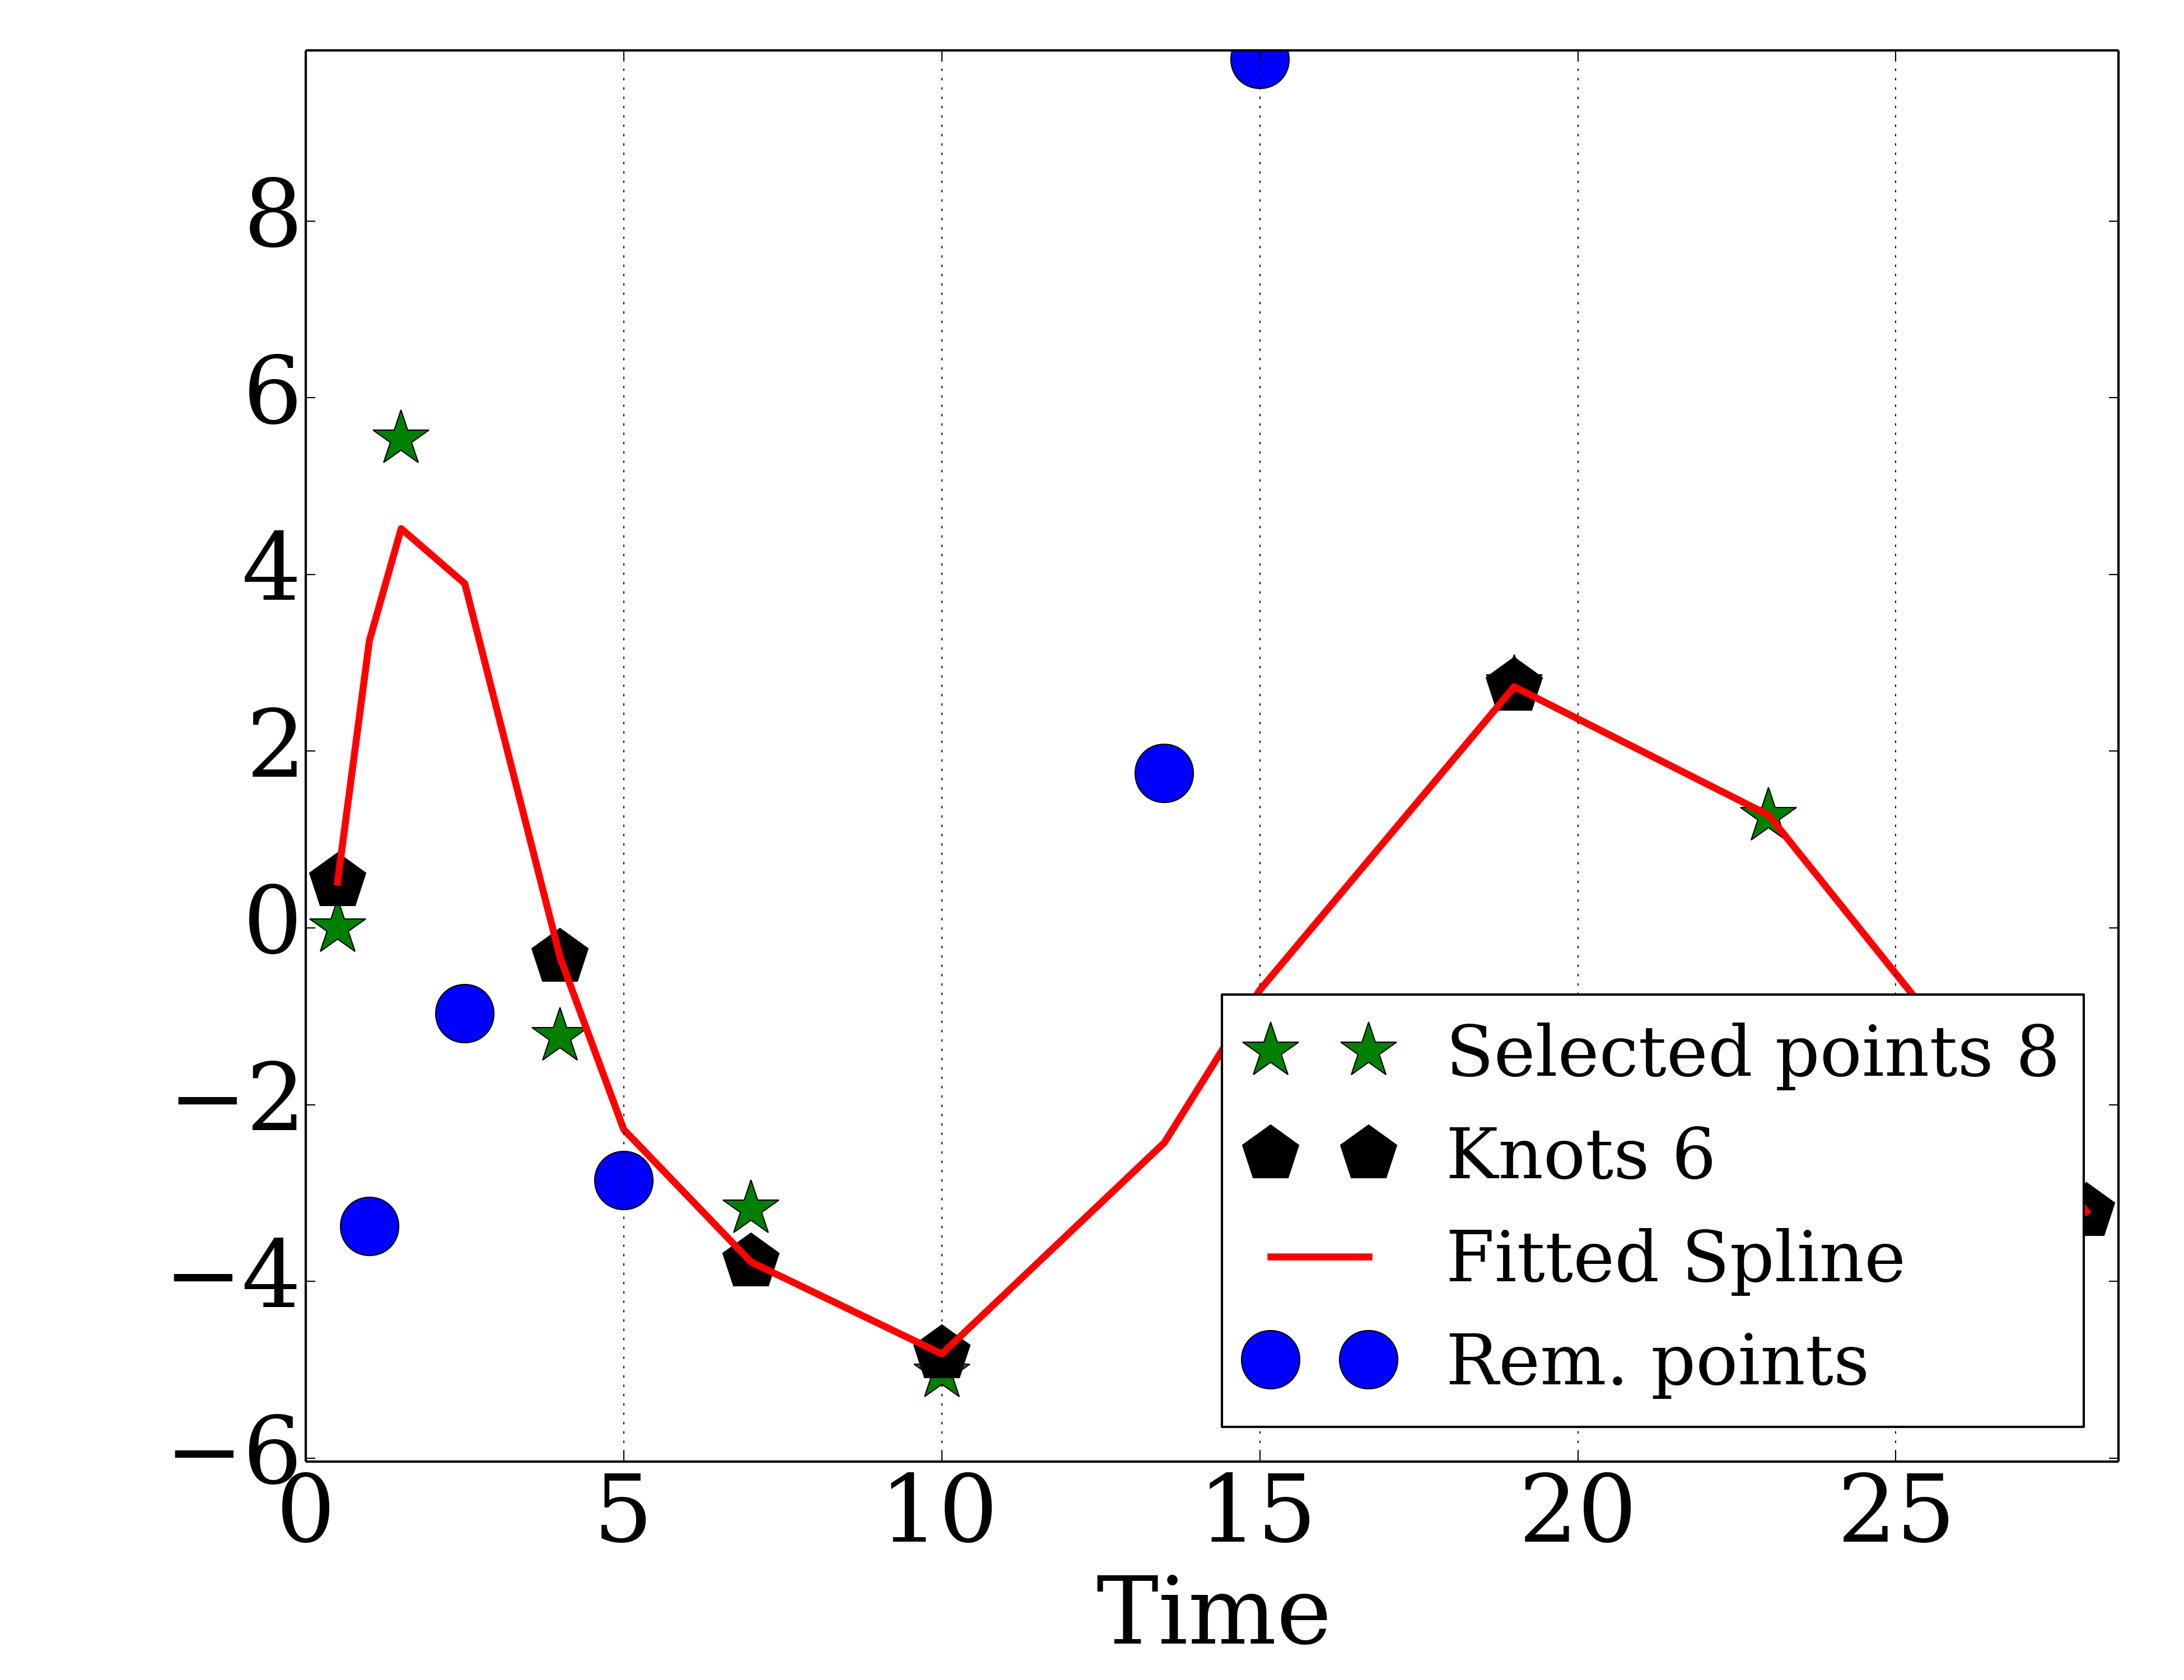 8
6
4
2
0
−2
−4
−6
0 5 10 15 20 25
Time
Selected points 8
Knots 6
Fitted Spline
Rem. points